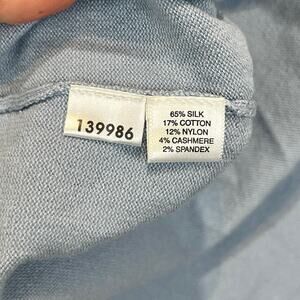 139986
65% SILK
17% COTTON
12% NYLON
4% CASHMERE
2% SPANDEX